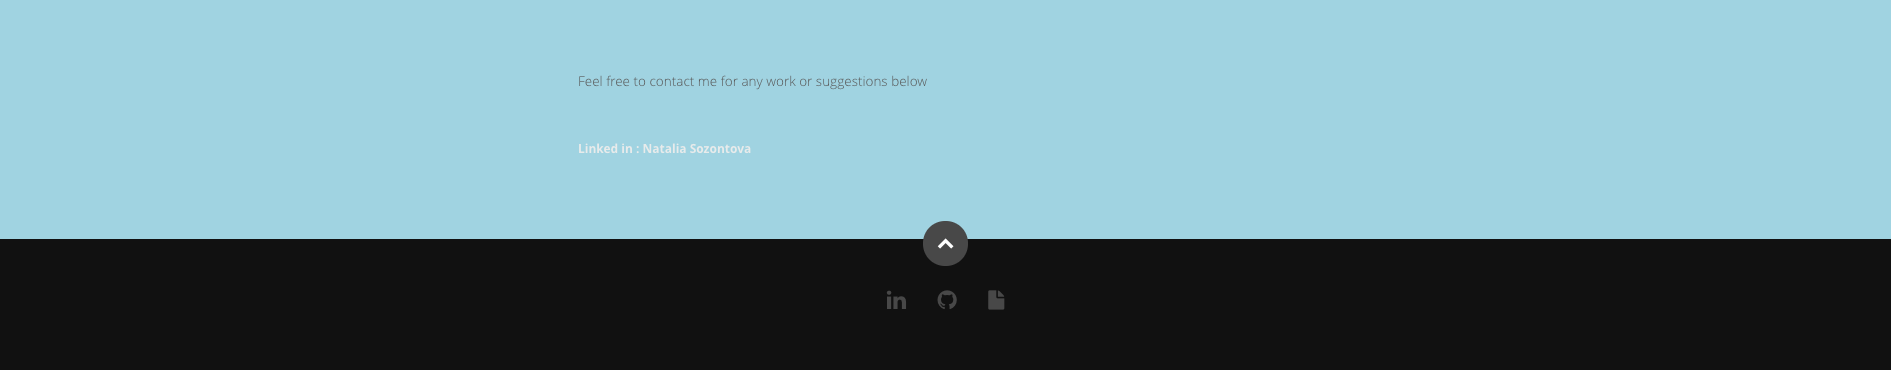 Feel free to contact me for any work or suggestions below
Linked in : Natalia Sozontova